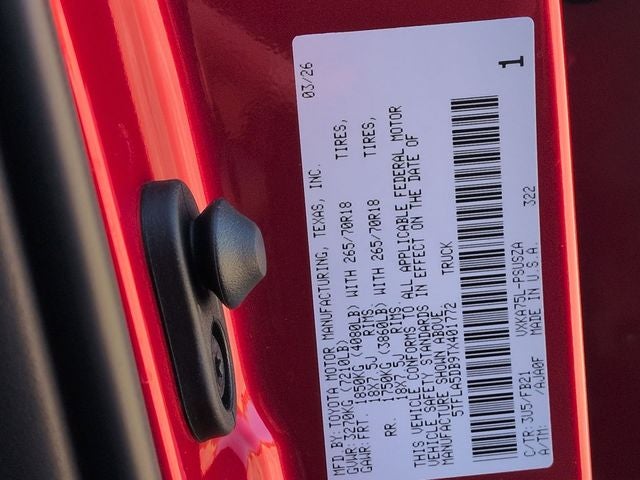 MFD BY: TOYOTA MOTOR MANUFACTURING, TEXAS, INC. 03/26
GVWR: 3270KG (7210LB)
GAWR: FRT. 1850KG (4080LB) WITH 265/70R18 TIRES,
18X7.5J RIMS.
RR. 1750KG (3860LB) WITH 265/70R18 TIRES,
18X7.5J RIMS
THIS VEHICLE CONFORMS TO ALL APPLICABLE FEDERAL MOTOR
VEHICLE SAFETY STANDARDS IN EFFECT ON THE DATE OF
MANUFACTURE SHOWN ABOVE.
5TFLA5DB9TX401772 TRUCK
1
C/TR: 3U5/FB21 VXKA75L-PSUSZA 322
A/TM: /AJA0F MADE IN U.S.A.